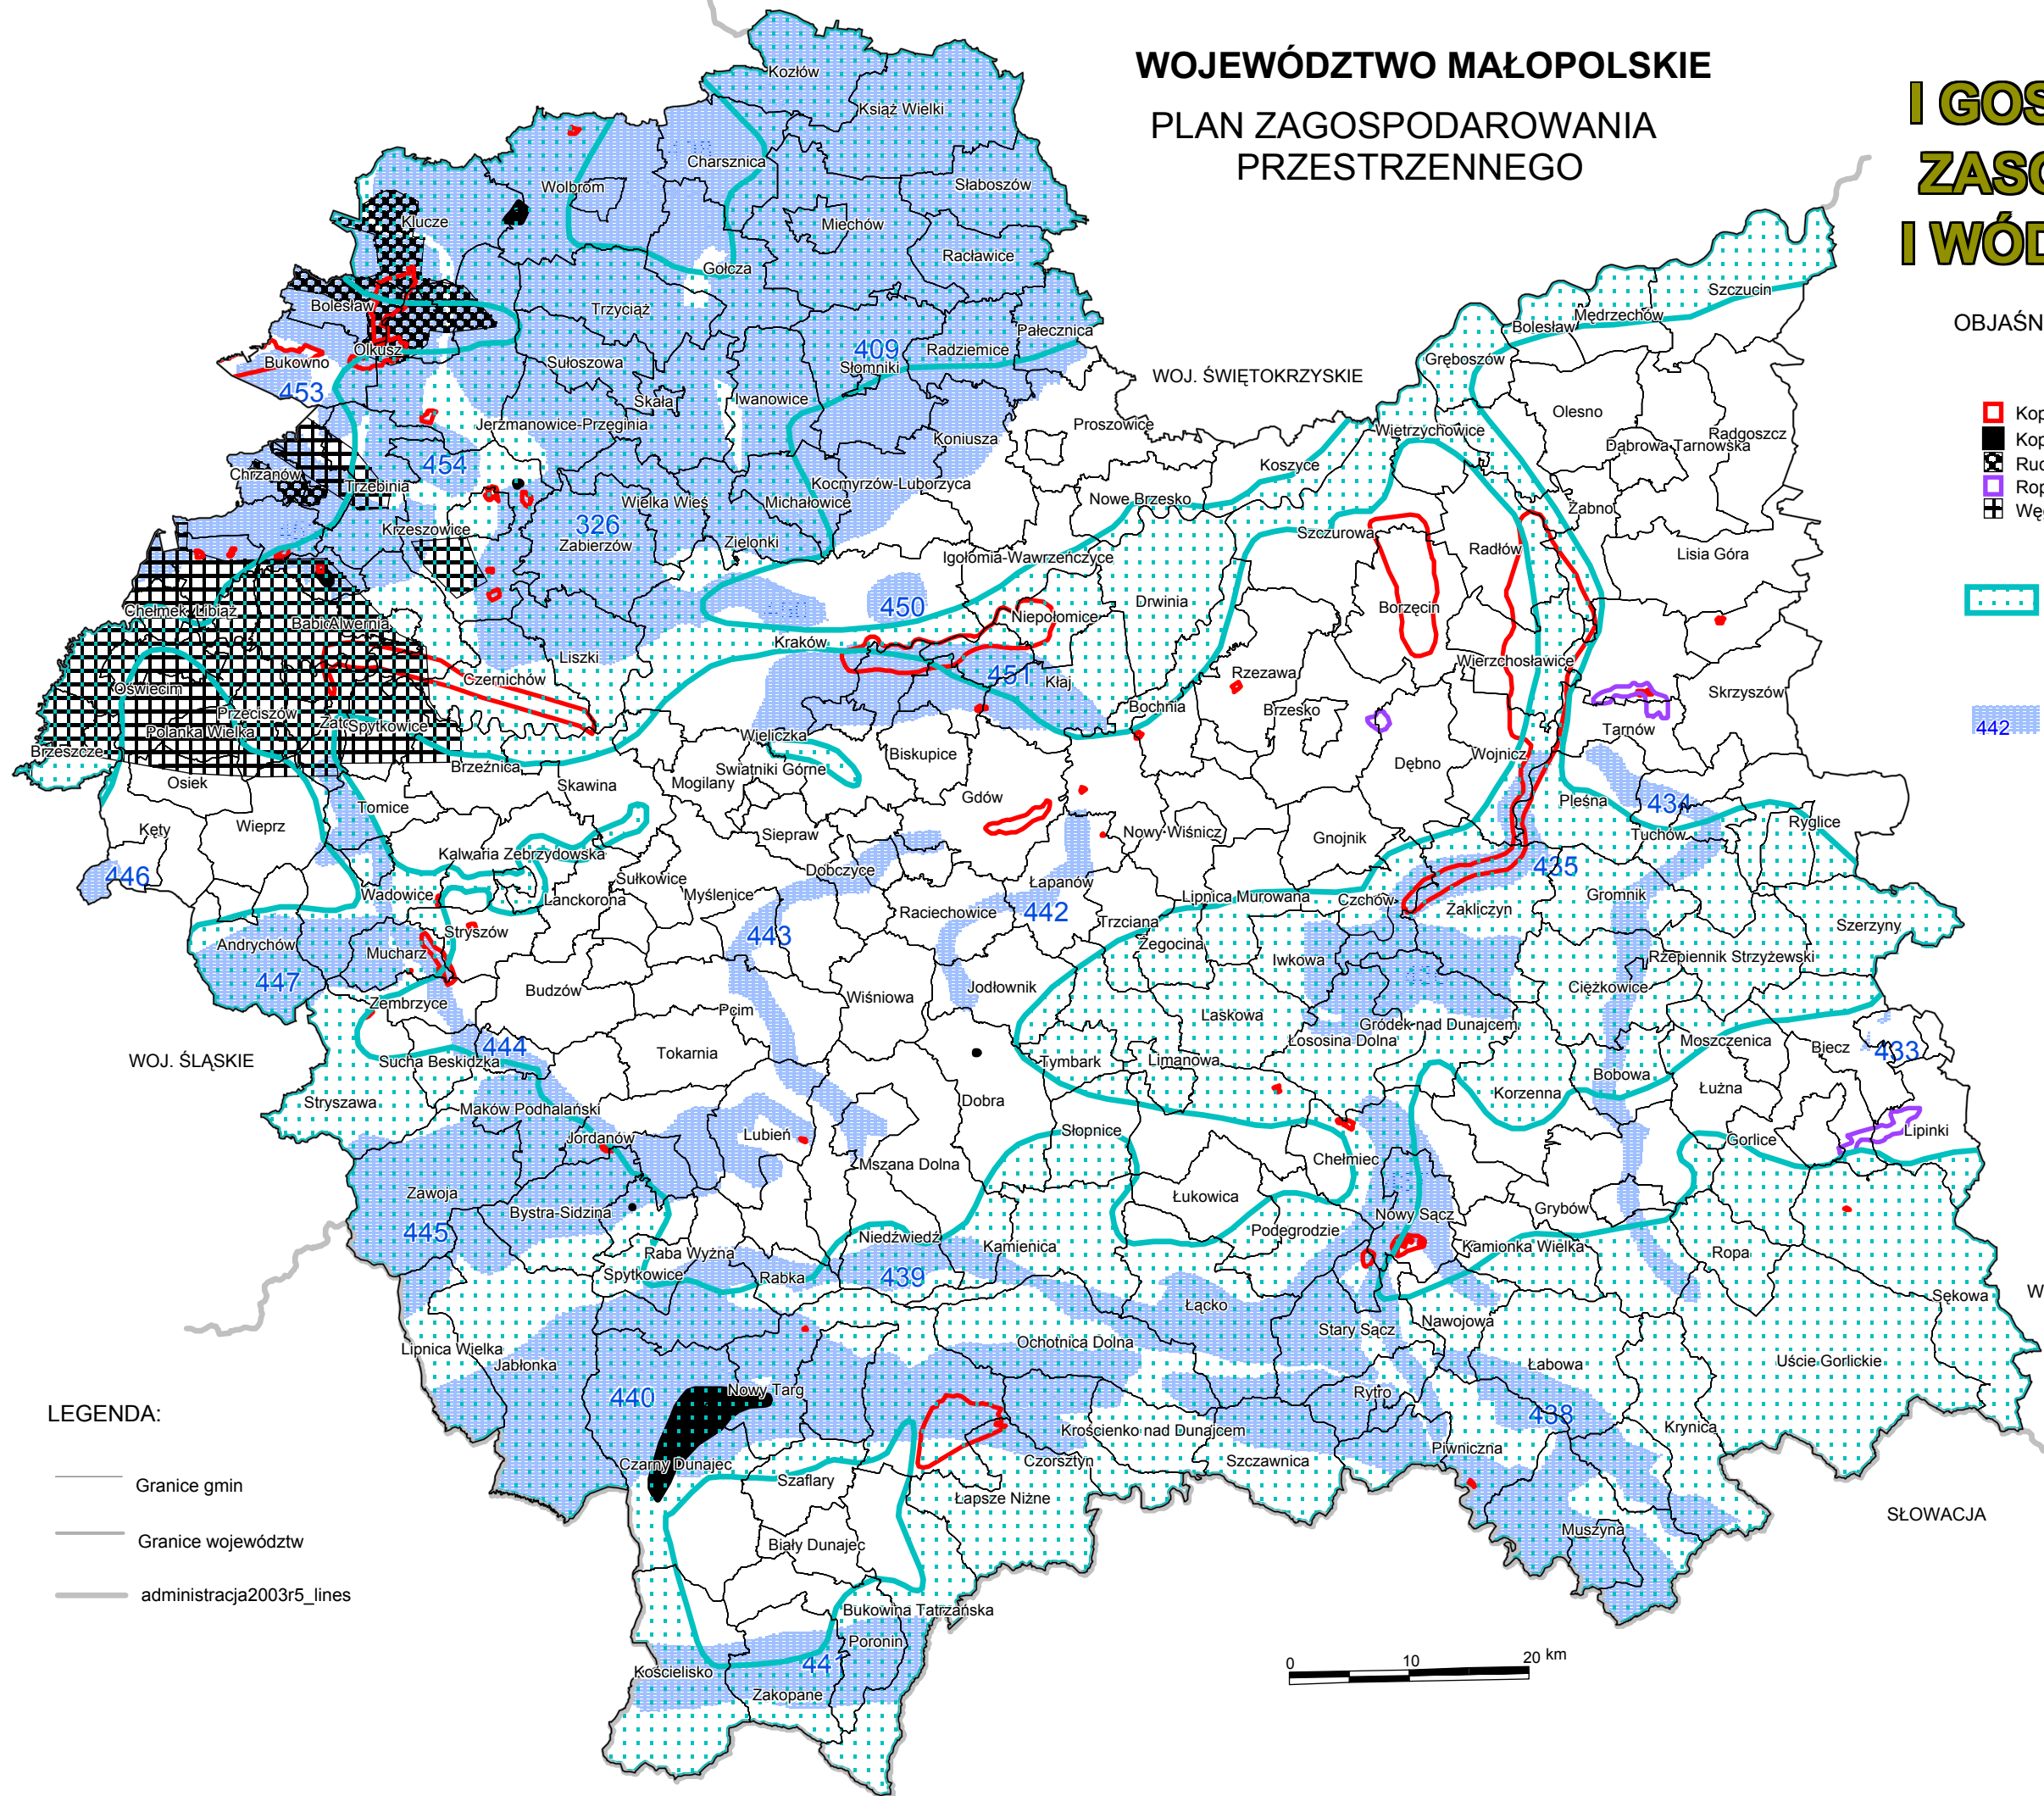 WOJEWÓDZTWO MAŁOPOLSKIE
PLAN ZAGOSPODAROWANIA
PRZESTRZENNEGO
I GOS
ZASO
I WÓD
OBJAŚN
Kop
Kop
Rud
Rop
Węg
442
Kozłów
Książ Wielki
Charsznica
Wolbrom
Słaboszów
Klucze
Miechów
Racławice
Gołcza
Bolesław
Trzyciąż
Szczucin
Mędrzechów
Bolesław
Pałecznica
Olkusz
409
Radziemice
Słomniki
Bukowno
Sułoszowa
Gręboszów
453
WOJ. ŚWIĘTOKRZYSKIE
Skała
Iwanowice
Olesno
Jerzmanowice-Przeginia
Proszowice
Wietrzychowice
Radgoszcz
Koniusza
Dąbrowa Tarnowska
454
Koszyce
Chrzanów
Trzebinia
Kocmyrzów-Luborzyca
Nowe Brzesko
Wielka Wieś
Michałowice
Żabno
326
Krzeszowice
Szczurowa
Zabierzów
Zielonki
Radłów
Igołomia-Wawrzeńczyce
Lisia Góra
Drwinia
450
Borzęcin
Chełmek
Libiąż
Niepołomice
Babice
Alwernia
Kraków
Liszki
Wierzchosławice
451
Rzezawa
Kłaj
Czernichów
Oświęcim
Skrzyszów
Przeciszów
Bochnia
Brzesko
Zator
Spytkowice
Polanka Wielka
Tarnów
Wieliczka
Brzeszcze
Biskupice
Wojnicz
Brzeźnica
Świątniki Górne
Dębno
Osiek
Skawina
Mogilany
Gdów
Pleśna
434
Tomice
Kęty
Wieprz
Siepraw
Nowy Wiśnicz
Gnojnik
Tuchów
Ryglice
Kalwaria Zebrzydowska
435
446
Dobczyce
Sułkowice
Łapanów
Wadowice
Myślenice
Lipnica Murowana
Gromnik
Lanckorona
Czchów
Raciechowice
442
Zakliczyn
Trzciana
Szerzyny
Stryszów
443
Andrychów
Żegocina
Mucharz
Rzepiennik Strzyżewski
Iwkowa
447
Budzów
Jodłownik
Ciężkowice
Wiśniowa
Zembrzyce
Pcim
Laskowa
Gródek nad Dunajcem
Łososina Dolna
Moszczenica
444
Tokarnia
Biecz
433
WOJ. ŚLĄSKIE
Sucha Beskidzka
Tymbark
Limanowa
Bobowa
Łużna
Stryszawa
Dobra
Korzenna
Maków Podhalański
Jordanów
Lubień
Słopnice
Lipinki
Gorlice
Chełmiec
Mszana Dolna
Zawoja
Łukowica
Bystra-Sidzina
Grybów
Nowy Sącz
445
Podegrodzie
Niedźwiedź
Kamienica
Kamionka Wielka
Raba Wyżna
Ropa
Spytkowice
Rabka
439
W
Sękowa
Łącko
Nawojowa
Stary Sącz
Lipnica Wielka
Ochotnica Dolna
Jabłonka
Łabowa
Uście Gorlickie
Nowy Targ
440
Rytro
LEGENDA:
438
Krynica
Krościenko nad Dunajcem
Piwniczna
Czarny Dunajec
Czorsztyn
Szczawnica
Szaflary
Granice gmin
Łapsze Niżne
SŁOWACJA
Muszyna
Granice województw
Biały Dunajec
administracja2003r5_lines
Bukowina Tatrzańska
Poronin
441
Kościelisko
Zakopane
0 10 20 km